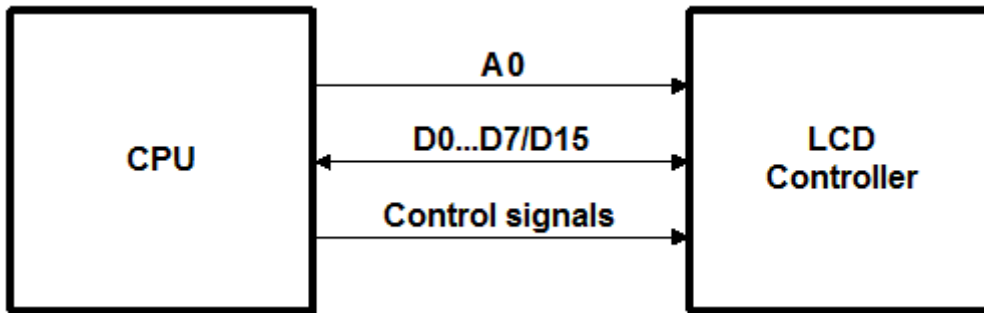 CPU
A0
D0...D7/D15
Control signals
LCD
Controller